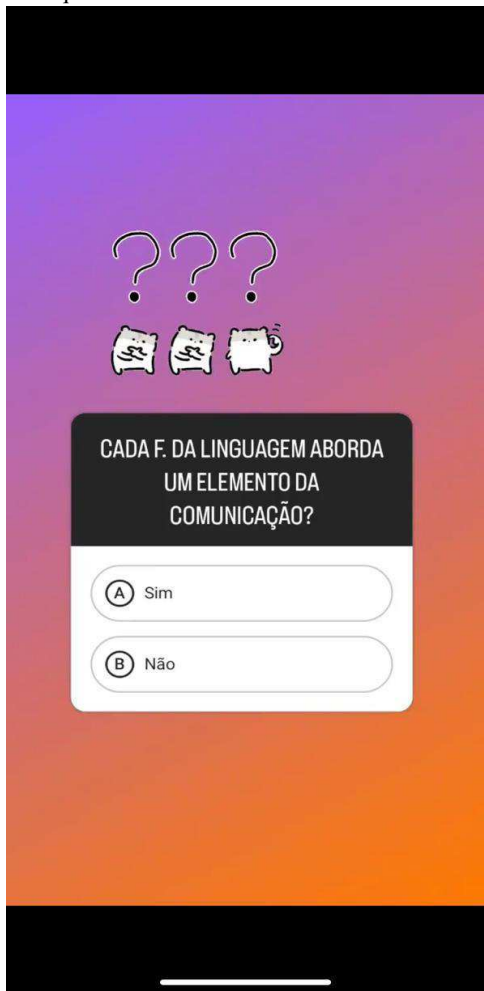 ???
CADA F. DA LINGUAGEM ABORDA
UM ELEMENTO DA
COMUNICAÇÃO?
A Sim
B Não